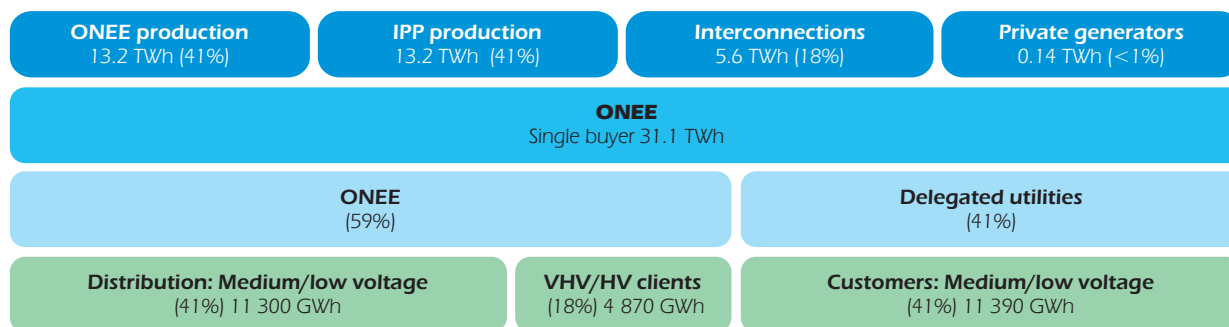 ONEE production
13.2 TWh (41%)
IPP production
13.2 TWh (41%)
Interconnections
5.6 TWh (18%)
Private generators
0.14 TWh (<1%)
ONEE
Single buyer 31.1 TWh
ONEE
(59%)
Delegated utilities
(41%)
Distribution: Medium/low voltage
(41%) 11 300 GWh
VHV/HV clients
(18%) 4 870 GWh
Customers: Medium/low voltage
(41%) 11 390 GWh